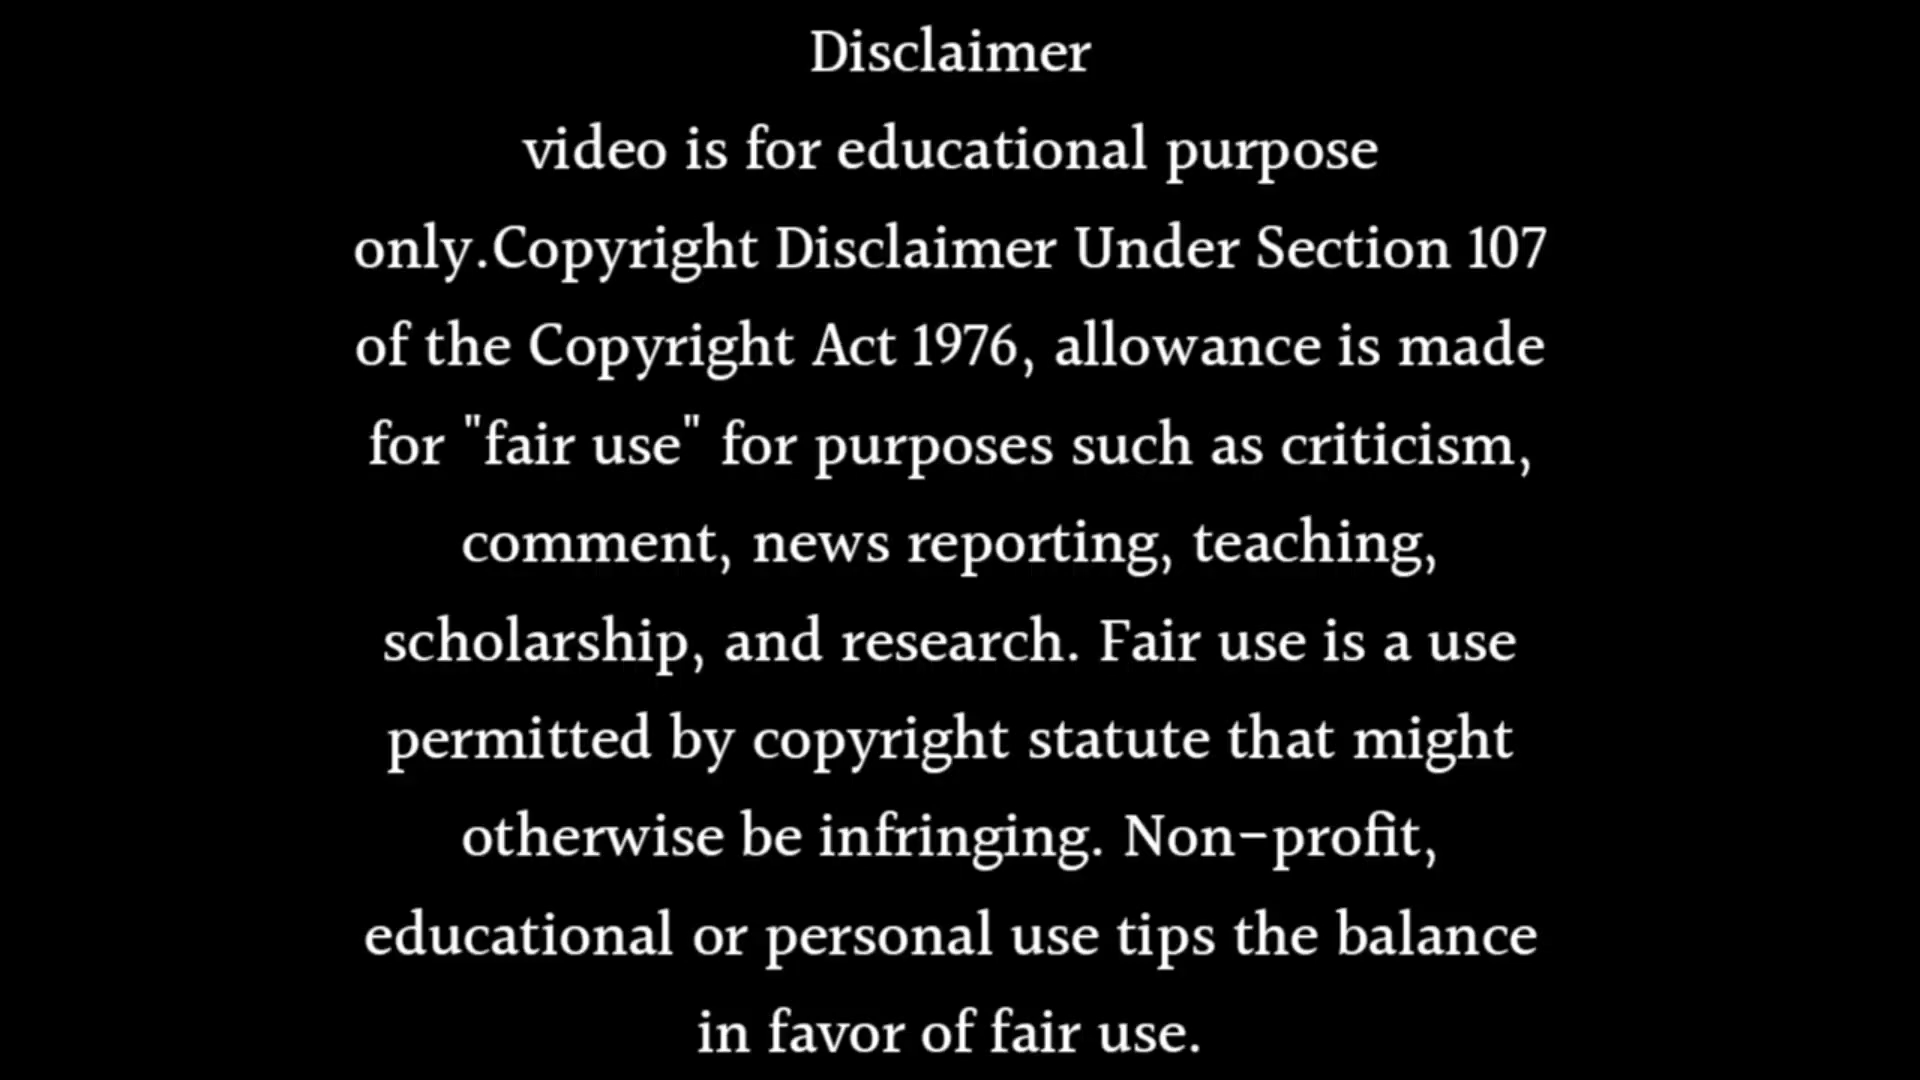 Disclaimer
video is for educational purpose
only.Copyright Disclaimer Under Section 107
of the Copyright Act 1976, allowance is made
for "fair use" for purposes such as criticism,
comment, news reporting, teaching,
scholarship, and research. Fair use is a use
permitted by copyright statute that might
otherwise be infringing. Non-profit,
educational or personal use tips the balance
in favor of fair use.